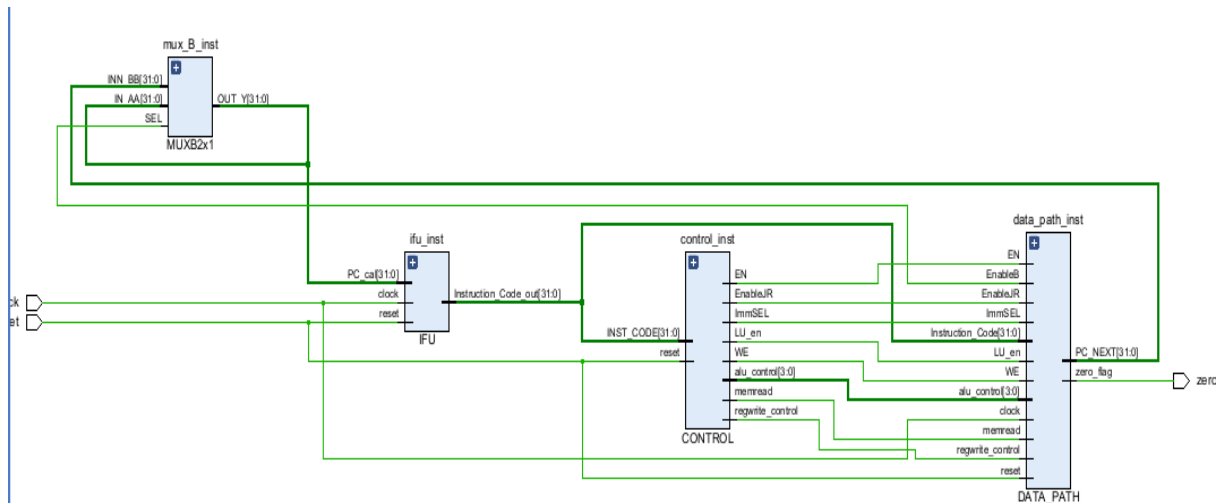 mux_B_inst
INN_BB[31:0]
IN_AA[31:0]
OUT_Y[31:0]
SEL
MUXB2x1
ifu_inst
PC_cal[31:0]
clock
Instruction_Code_out[31:0]
reset
IFU
ck
et
control_inst
EN
EnableJR
ImmSEL
INST_CODE[31:0]
LU_en
reset
WE
alu_control[3:0]
memread
regwrite_control
CONTROL
data_path_inst
EN
EnableB
EnableJR
ImmSEL
Instruction_Code[31:0]
LU_en
PC_NEXT[31:0]
WE
zero_flag
alu_control[3:0]
clock
memread
regwrite_control
reset
DATA_PATH
zero